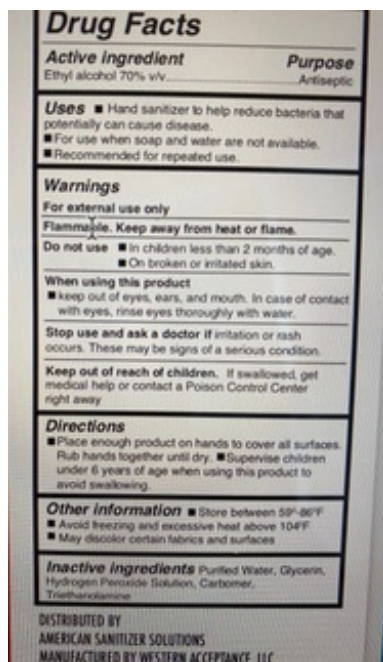 Drug Facts
Active ingredient Purpose
Ethyl alcohol 70% v/v Antiseptic
Uses ■ Hand sanitizer to help reduce bacteria that
potentially can cause disease.
■ For use when soap and water are not available.
■ Recommended for repeated use.
Warnings
For external use only
Flammable. Keep away from heat or flame.
Do not use ■ In children less than 2 months of age.
■ On broken or irritated skin.
When using this product
■ keep out of eyes, ears, and mouth. In case of contact
with eyes, rinse eyes thoroughly with water.
Stop use and ask a doctor if irritation or rash
occurs. These may be signs of a serious condition.
Keep out of reach of children. If swallowed, get
medical help or contact a Poison Control Center
right away
Directions
■ Place enough product on hands to cover all surfaces.
Rub hands together until dry. ■ Supervise children
under 6 years of age when using this product to
avoid swallowing.
Other information ■ Store between 59°-86°F
■ Avoid freezing and excessive heat above 104°F
■ May discolor certain fabrics and surfaces
Inactive ingredients Purified Water, Glycerin,
Hydrogen Peroxide Solution, Carbomer,
Triethanolamine
DISTRIBUTED BY
AMERICAN SANITIZER SOLUTIONS
MANUFACTURED BY WESTERN ACCEPTANCE, LLC